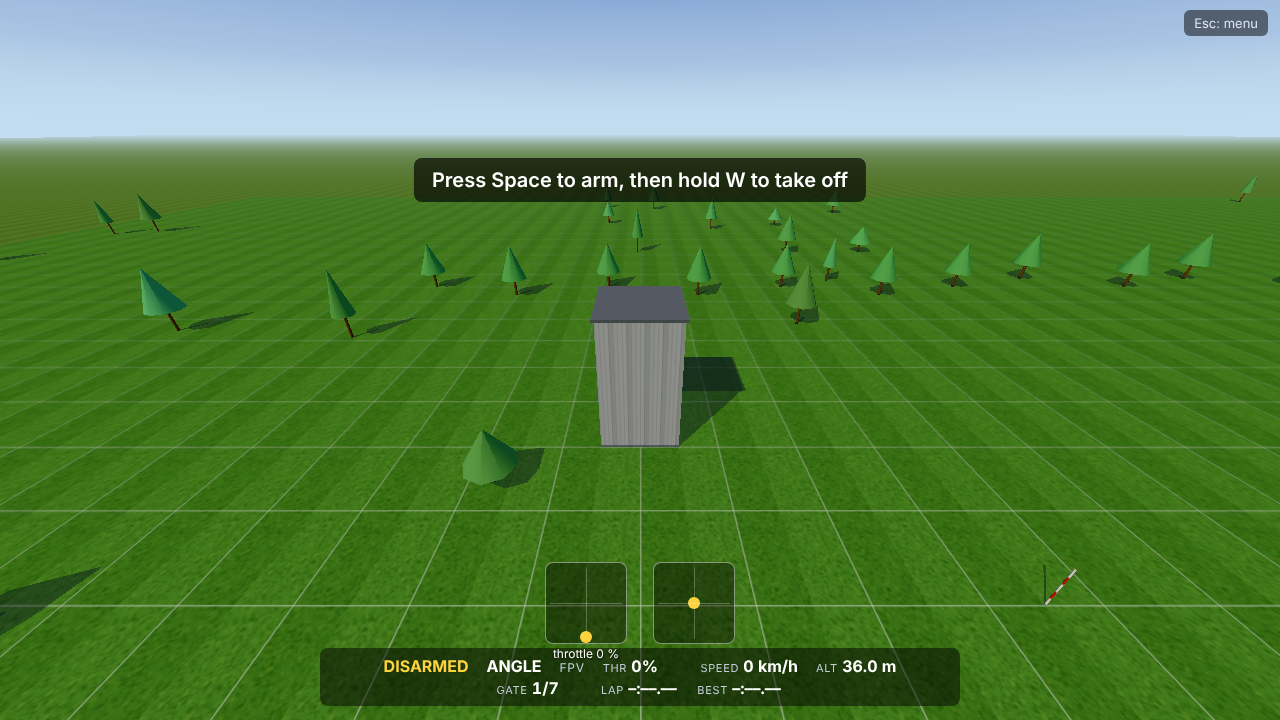 Esc: menu
Press Space to arm, then hold W to take off
throttle 0 %
DISARMED ANGLE FPV THR 0% SPEED 0 km/h ALT 36.0 m
GATE 1/7 LAP –:––.–– BEST –:––.––